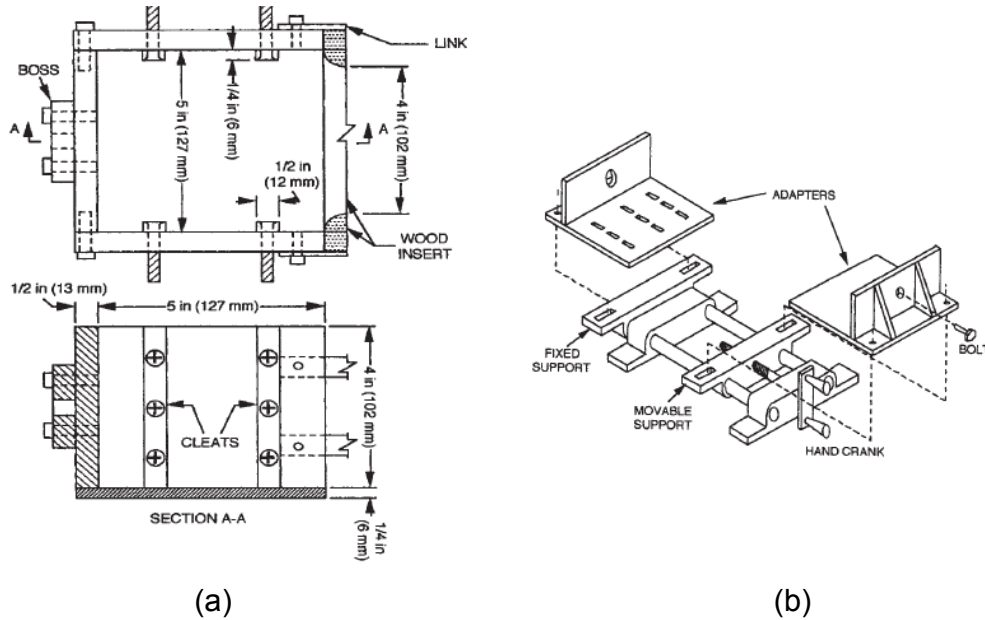 LINK
BOSS
A
A
5 in (127 mm)
1/4 in
(6 mm)
4 in
(102 mm)
1/2 in
(12 mm)
WOOD
INSERT
1/2 in (13 mm)
5 in (127 mm)
4 in
(102 mm)
CLEATS
SECTION A-A
1/4 in
(6 mm)
(a)
ADAPTERS
FIXED
SUPPORT
BOLT
MOVABLE
SUPPORT
HAND CRANK
(b)